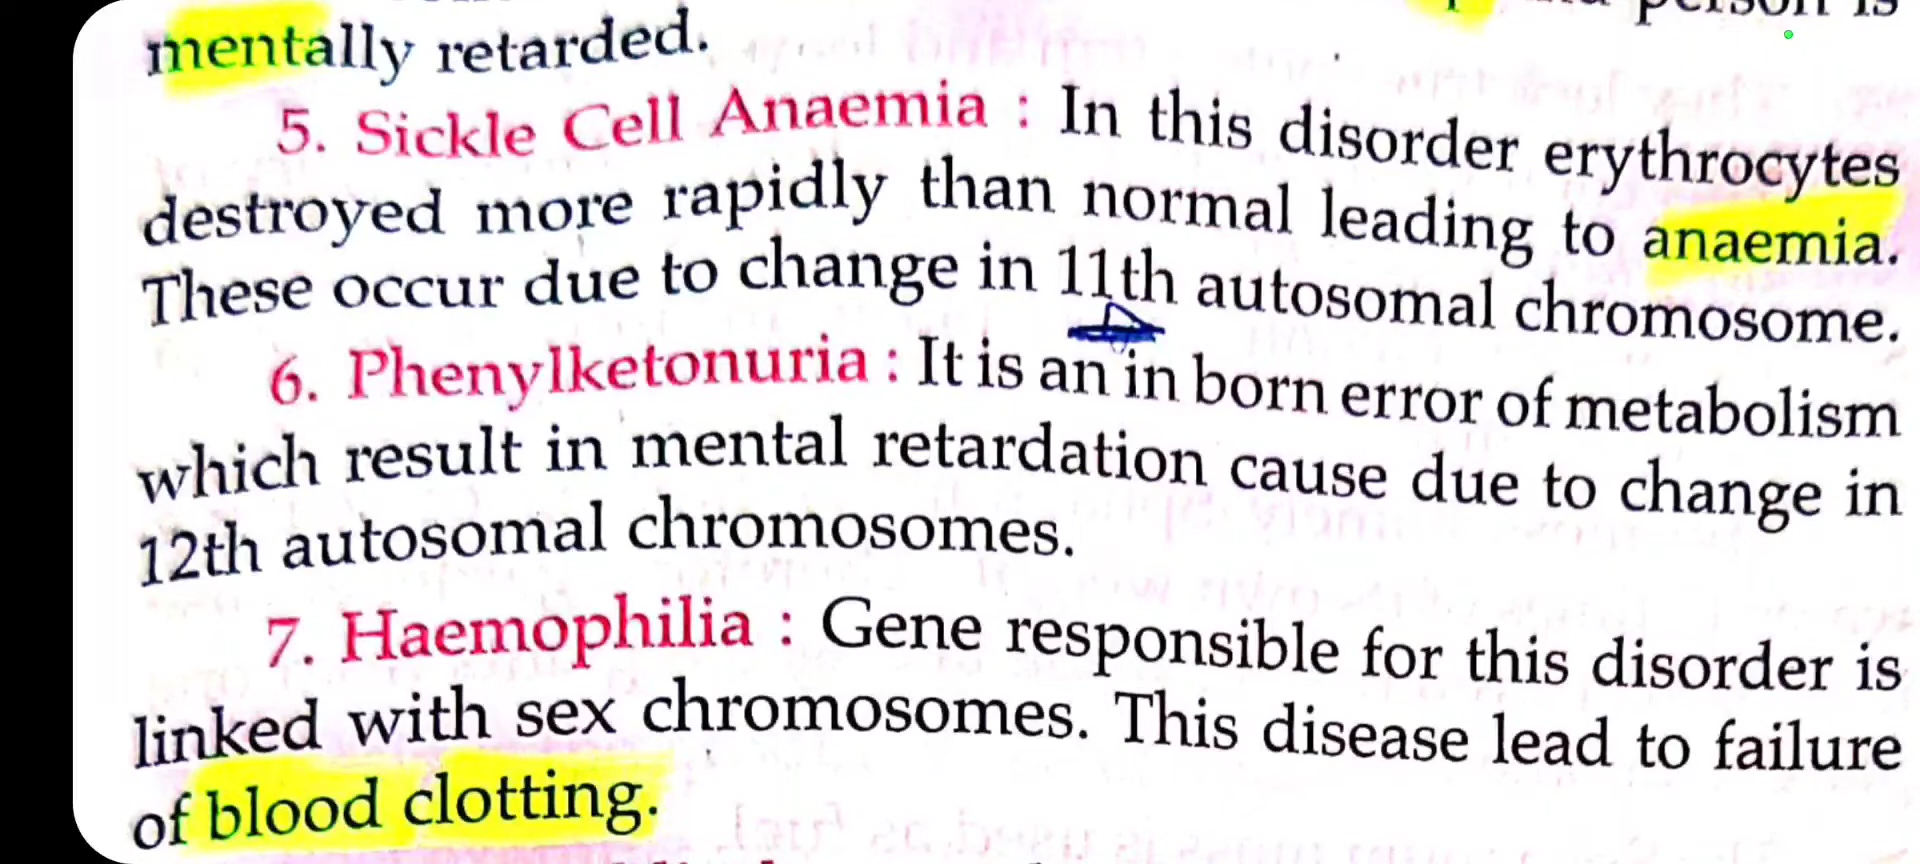 person is
mentally retarded.
5. Sickle Cell Anaemia : In this disorder erythrocytes
destroyed more rapidly than normal leading to anaemia.
These occur due to change in 11th autosomal chromosome.
6. Phenylketonuria : It is an in born error of metabolism
which result in mental retardation cause due to change in
12th autosomal chromosomes.
7. Haemophilia : Gene responsible for this disorder is
linked with sex chromosomes. This disease lead to failure
of blood clotting.